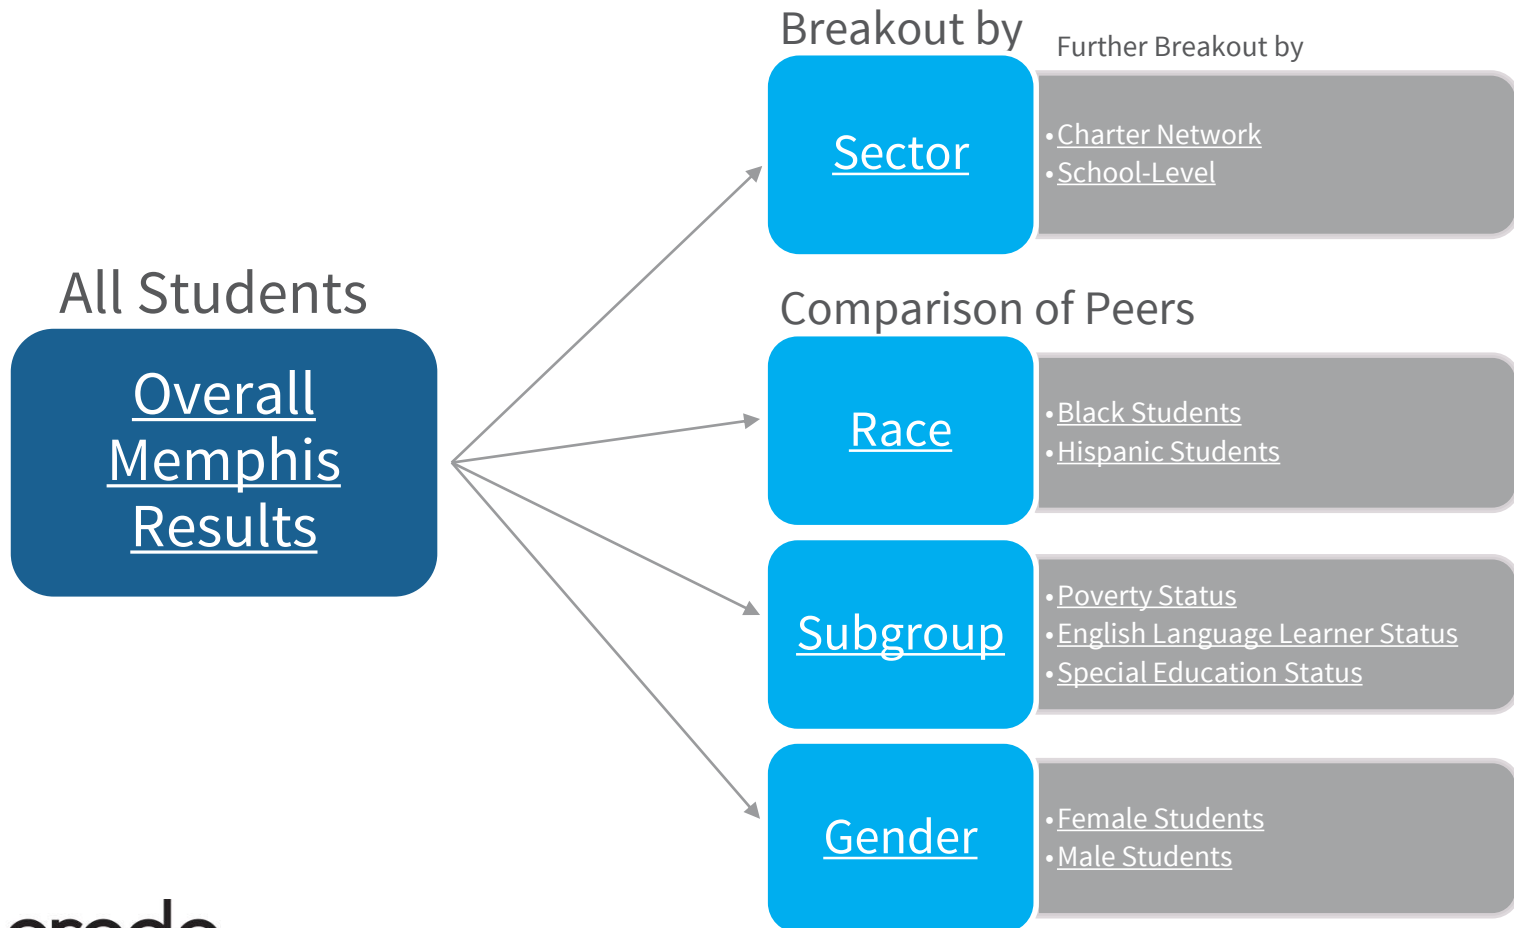 Breakout by
Further Breakout by
Sector
•Charter Network
•School-Level
All Students
Overall
Memphis
Results
Comparison of Peers
Race
•Black Students
•Hispanic Students
Subgroup
•Poverty Status
•English Language Learner Status
•Special Education Status
Gender
•Female Students
•Male Students
credo